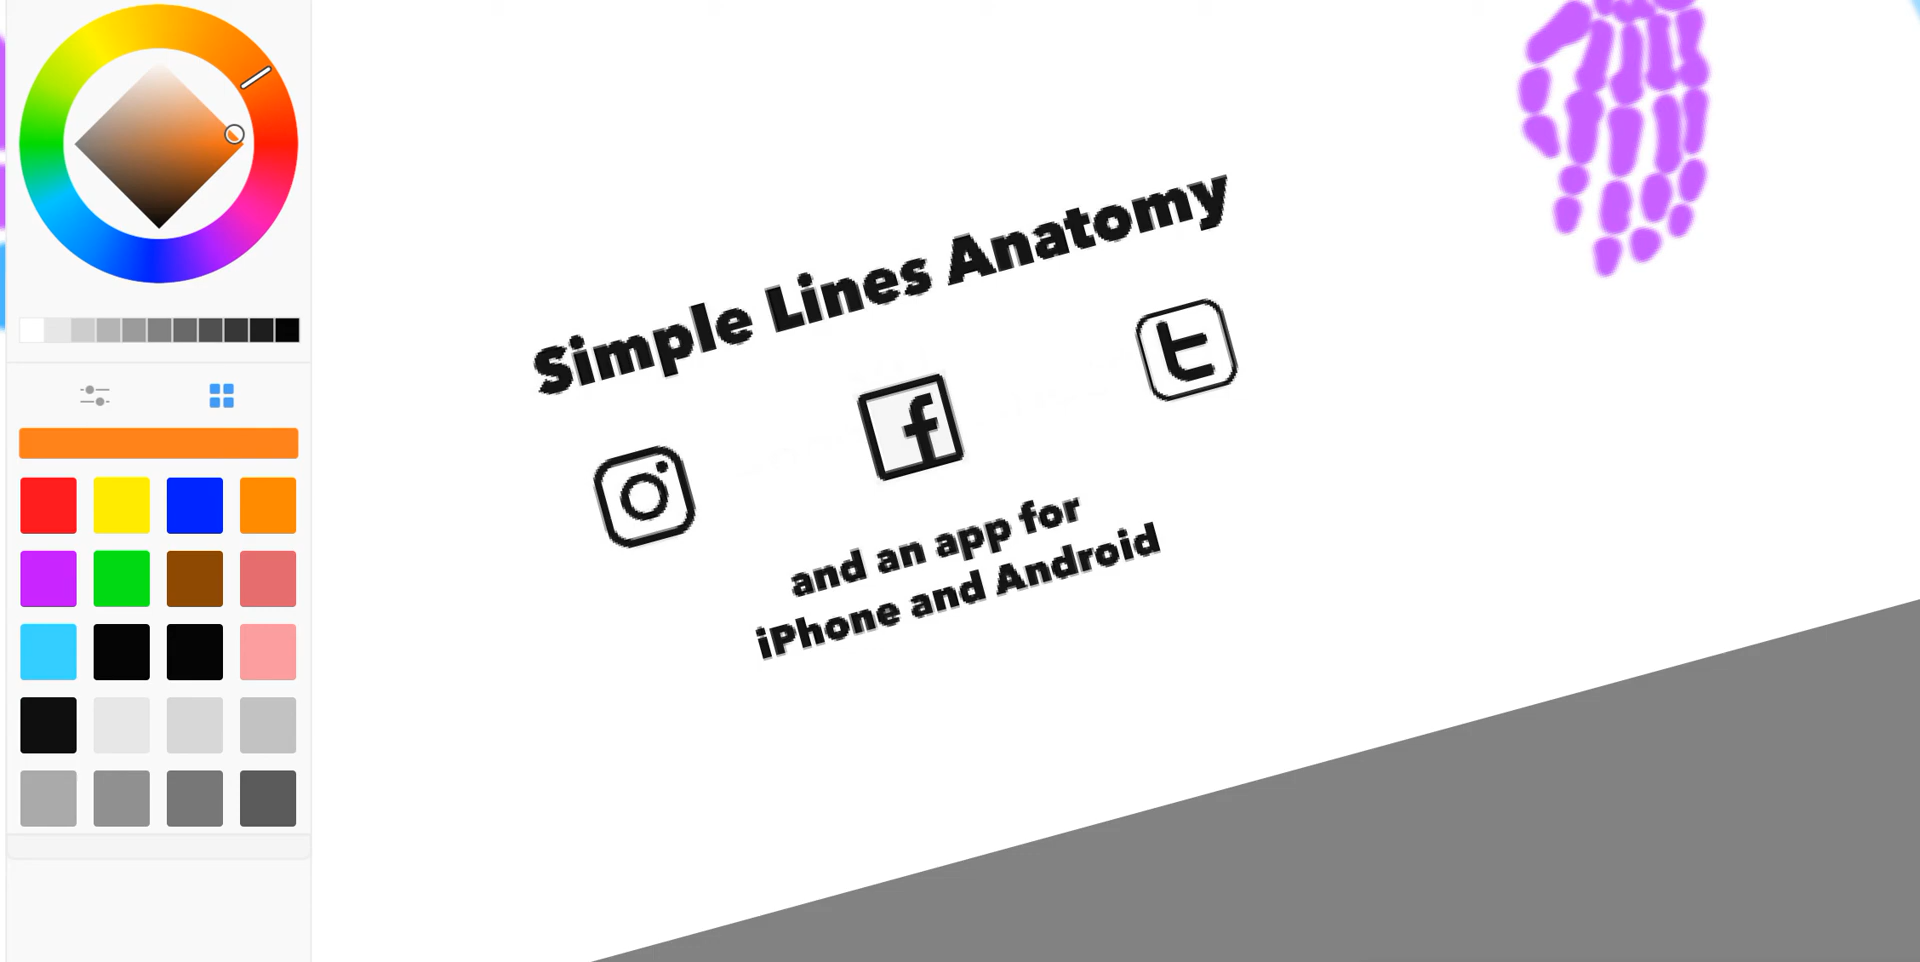 Simple Lines Anatomy
f
t
and an app for
iPhone and Android